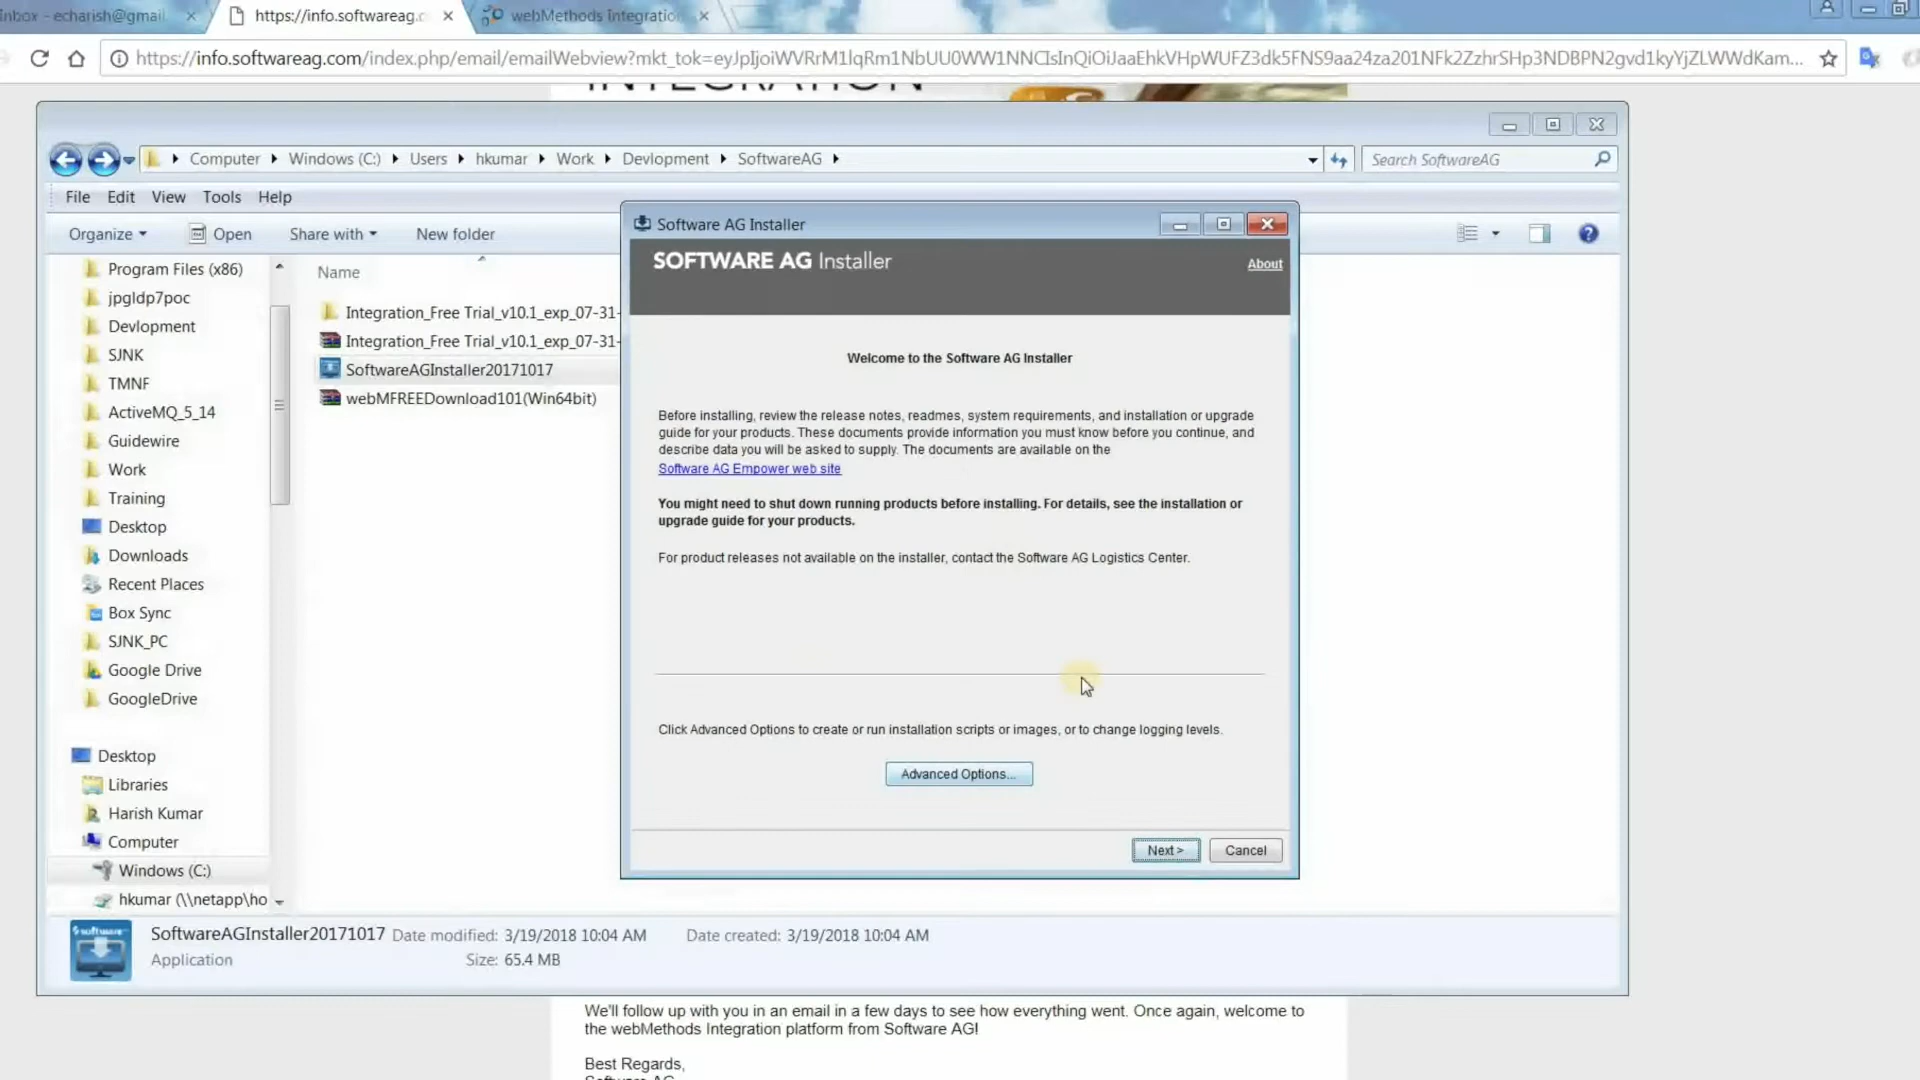 Inbox - echarish@gmail.
https://info.softwareag.c
webMethods Integratio
https://info.softwareag.com/index.php/email/emailWebview?mkt_tok=
INTEGRATION
Computer Windows (C:) Users hkumar Work Devlopment SoftwareAG
Search SoftwareAG
File Edit View Tools Help
Organize Open Share with New folder
Program Files (x86)
jpgldp7poc
Devlopment
SJNK
TMNF
ActiveMQ_5_14
Guidewire
Work
Training
Desktop
Downloads
Recent Places
Box Sync
SJNK_PC
Google Drive
GoogleDrive
Desktop
Libraries
Harish Kumar
Computer
Windows (C:)
hkumar (\\netapp\ho
Name
Integration_Free Trial_v10.1_exp_07-31-
Integration_Free Trial_v10.1_exp_07-31-
SoftwareAGInstaller20171017
webMFREEDownload101(Win64bit)
Software AG Installer
SOFTWARE AG Installer
About
Welcome to the Software AG Installer
Before installing, review the release notes, readmes, system requirements, and installation or upgrade
guide for your products. These documents provide information you must know before you continue, and
describe data you will be asked to supply. The documents are available on the
Software AG Empower web site
You might need to shut down running products before installing. For details, see the installation or
upgrade guide for your products.
For product releases not available on the installer, contact the Software AG Logistics Center.
Click Advanced Options to create or run installation scripts or images, or to change logging levels.
Advanced Options...
Next > Cancel
SoftwareAGInstaller20171017 Date modified: 3/19/2018 10:04 AM Date created: 3/19/2018 10:04 AM
Application Size: 65.4 MB
We'll follow up with you in an email in a few days to see how everything went. Once again, welcome to
the webMethods Integration platform from Software AG!
Best Regards,
Software AG